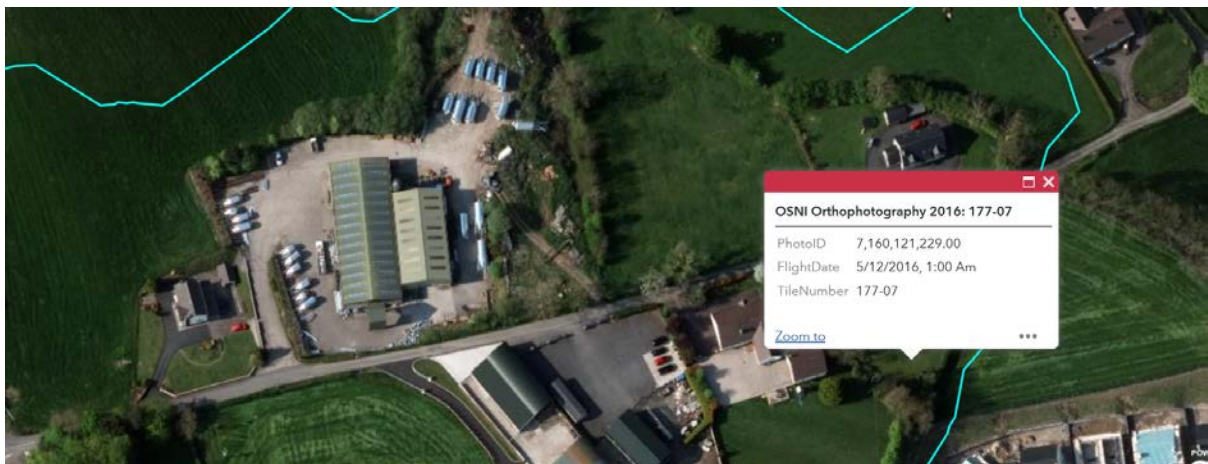 OSNI Orthophotography 2016: 177-07
PhotoID 7,160,121,229.00
FlightDate 5/12/2016, 1:00 Am
TileNumber 177-07
Zoom to
POW